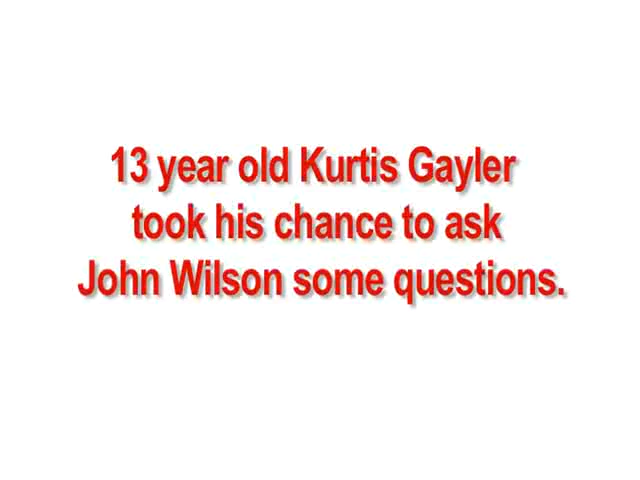 13 year old Kurtis Gayler
took his chance to ask
John Wilson some questions.